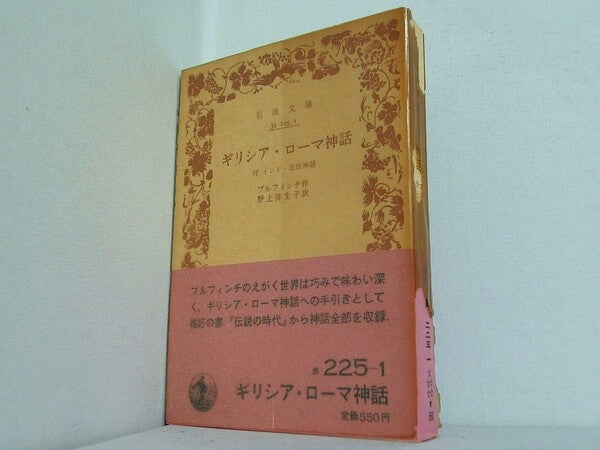 岩波文庫
32-225-1
ギリシア・ローマ神話
付 インド・北欧神話
ブルフィンチ作
野上弥生子訳
ブルフィンチのえがく世界は巧みで味わい深
く，ギリシア・ローマ神話への手引きとして
格好の書．『伝説の時代』から神話全部を収録．
赤 225-1
ギリシア・ローマ神話
定価550円